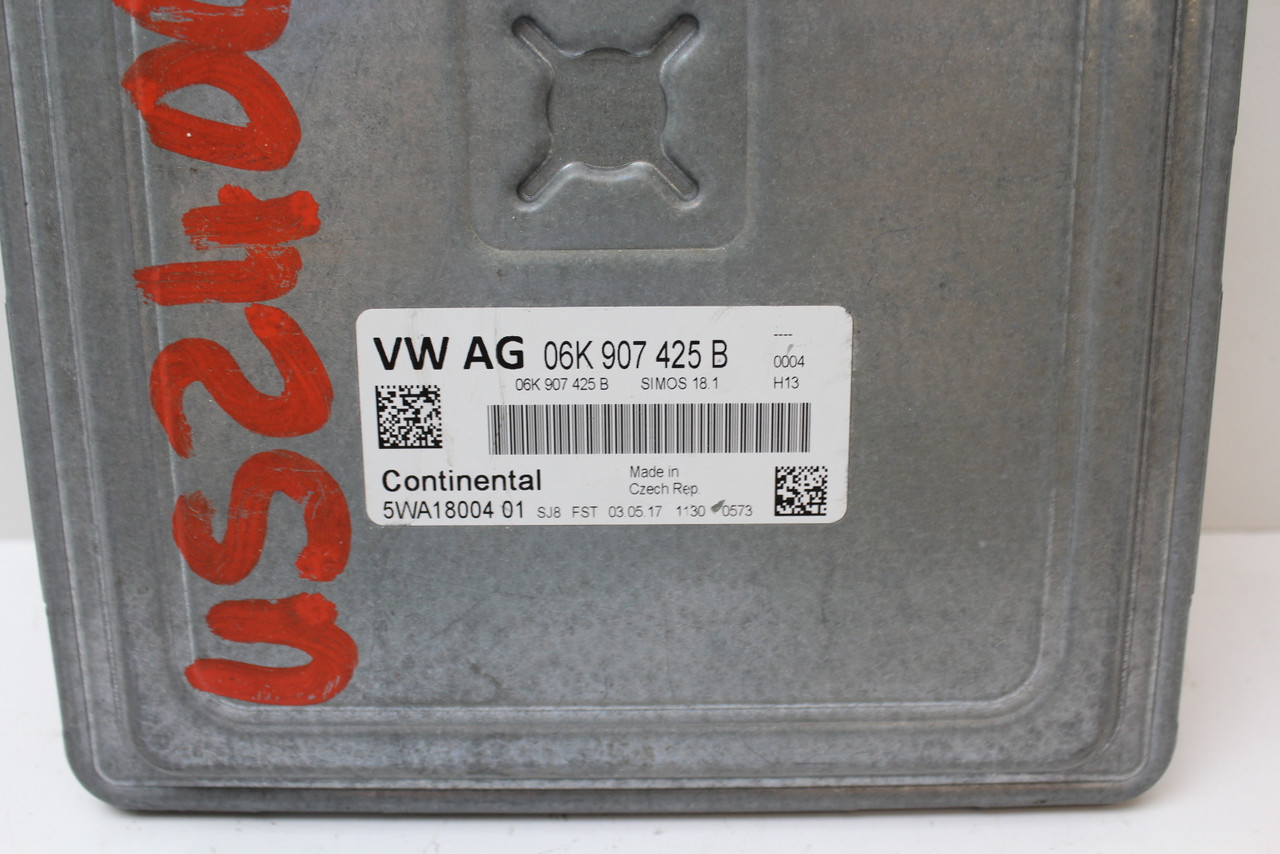 VW AG 06K 907 425 B
----
0004
06K 907 425 B SIMOS 18.1 H13
Continental
Made in
Czech Rep.
5WA18004 01 SJ8 FST 03.05.17 1130 0573